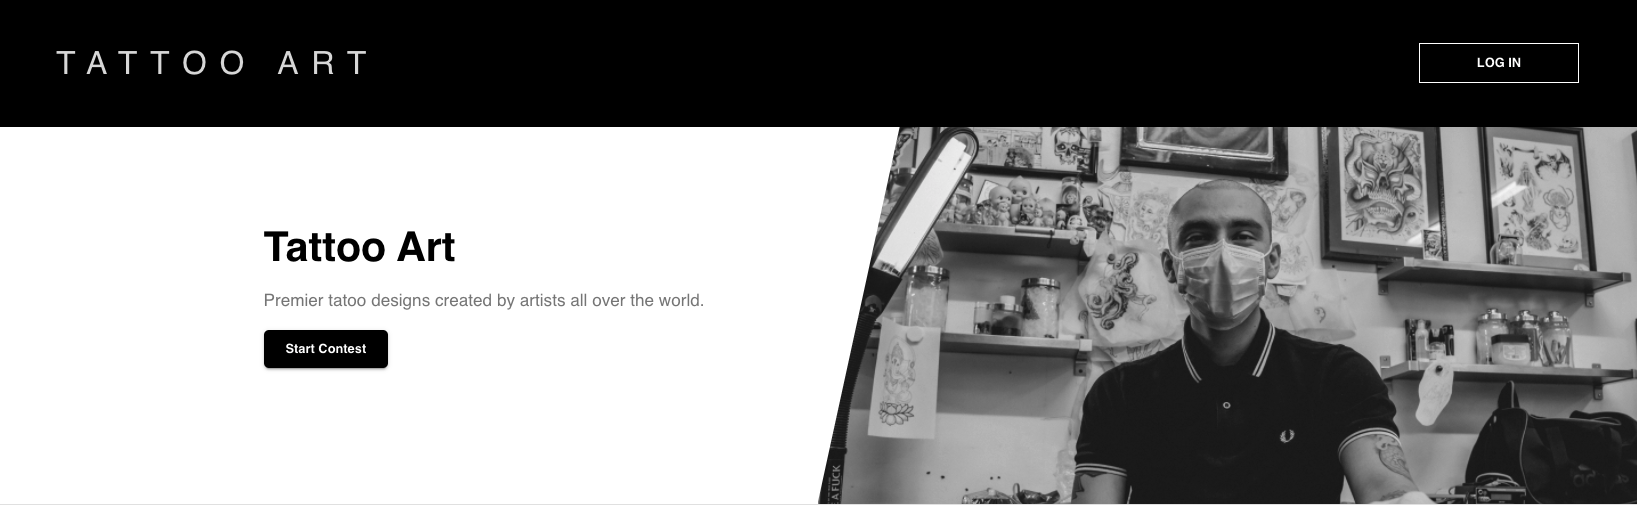 TATTOO ART
LOG IN
Tattoo Art
Premier tatoo designs created by artists all over the world.
Start Contest
A FUCK